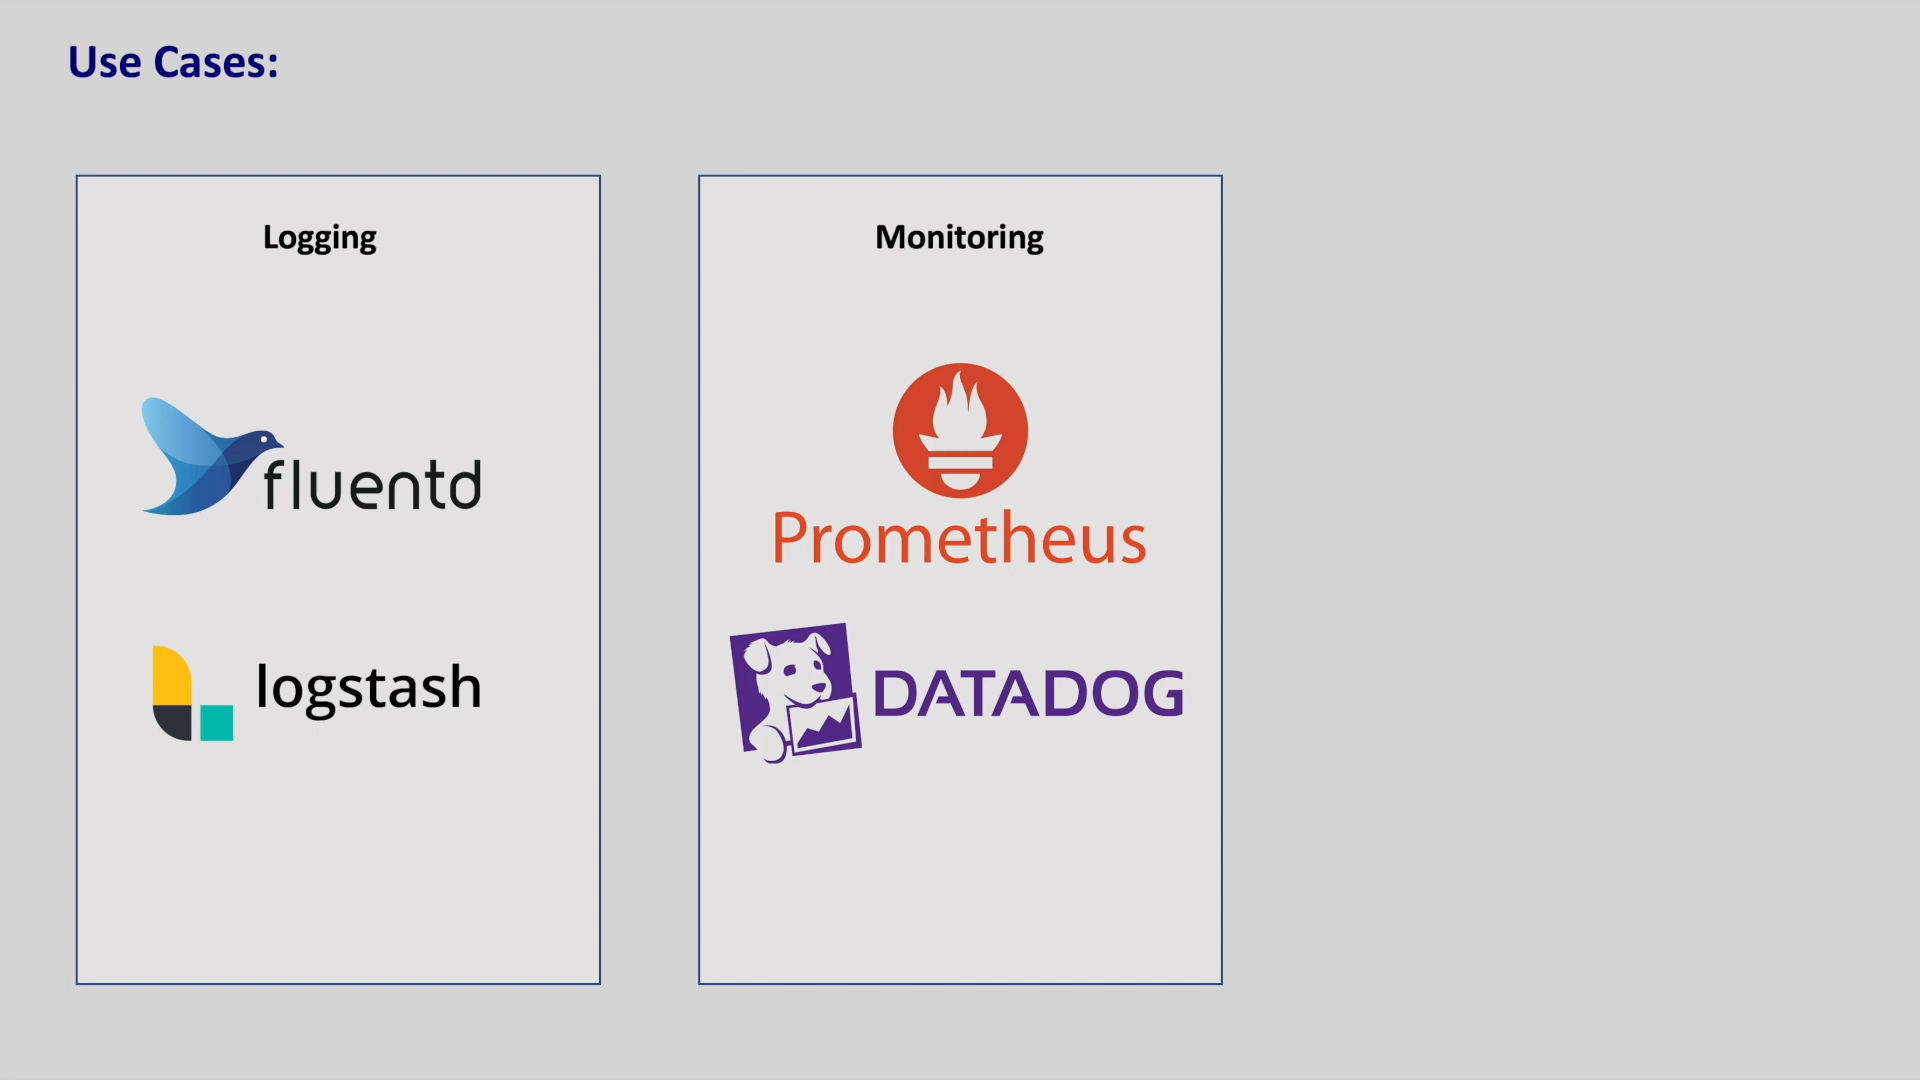 Use Cases:
Logging
fluentd
logstash
Monitoring
Prometheus
DATADOG